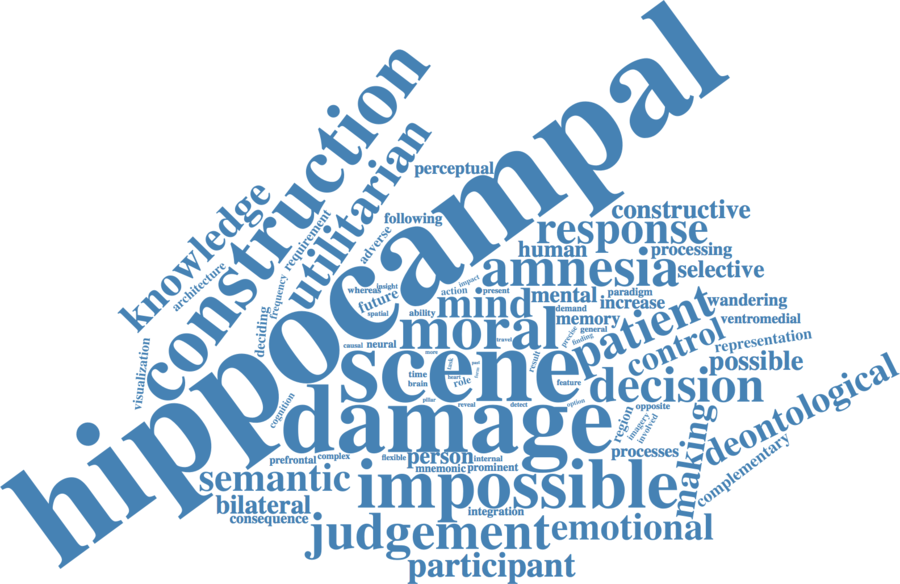 hippocampal
construction
utilitarian
knowledge
perceptual
constructive
following
response
requirement
adverse
human
processing
architecture
amnesia
selective
whereas
insight
impact
future
action
present
mental
paradigm
frequency
mind
demand
increase
patient
wandering
spatial
ability
memory
ventromedial
deciding
moral
precise
general
control
representation
visualization
causal
neural
travel
finding
scene
more
task
result
possible
time
heart
role
brain
feature
decision
pillar
reveal
detect
option
opposite
deontological
cognition
damage
region
imagery
involved
making
processes
prefrontal
complex
flexible
person
internal
complementary
semantic
mnemonic
prominent
impossible
bilateral
integration
consequence
judgement
emotional
participant